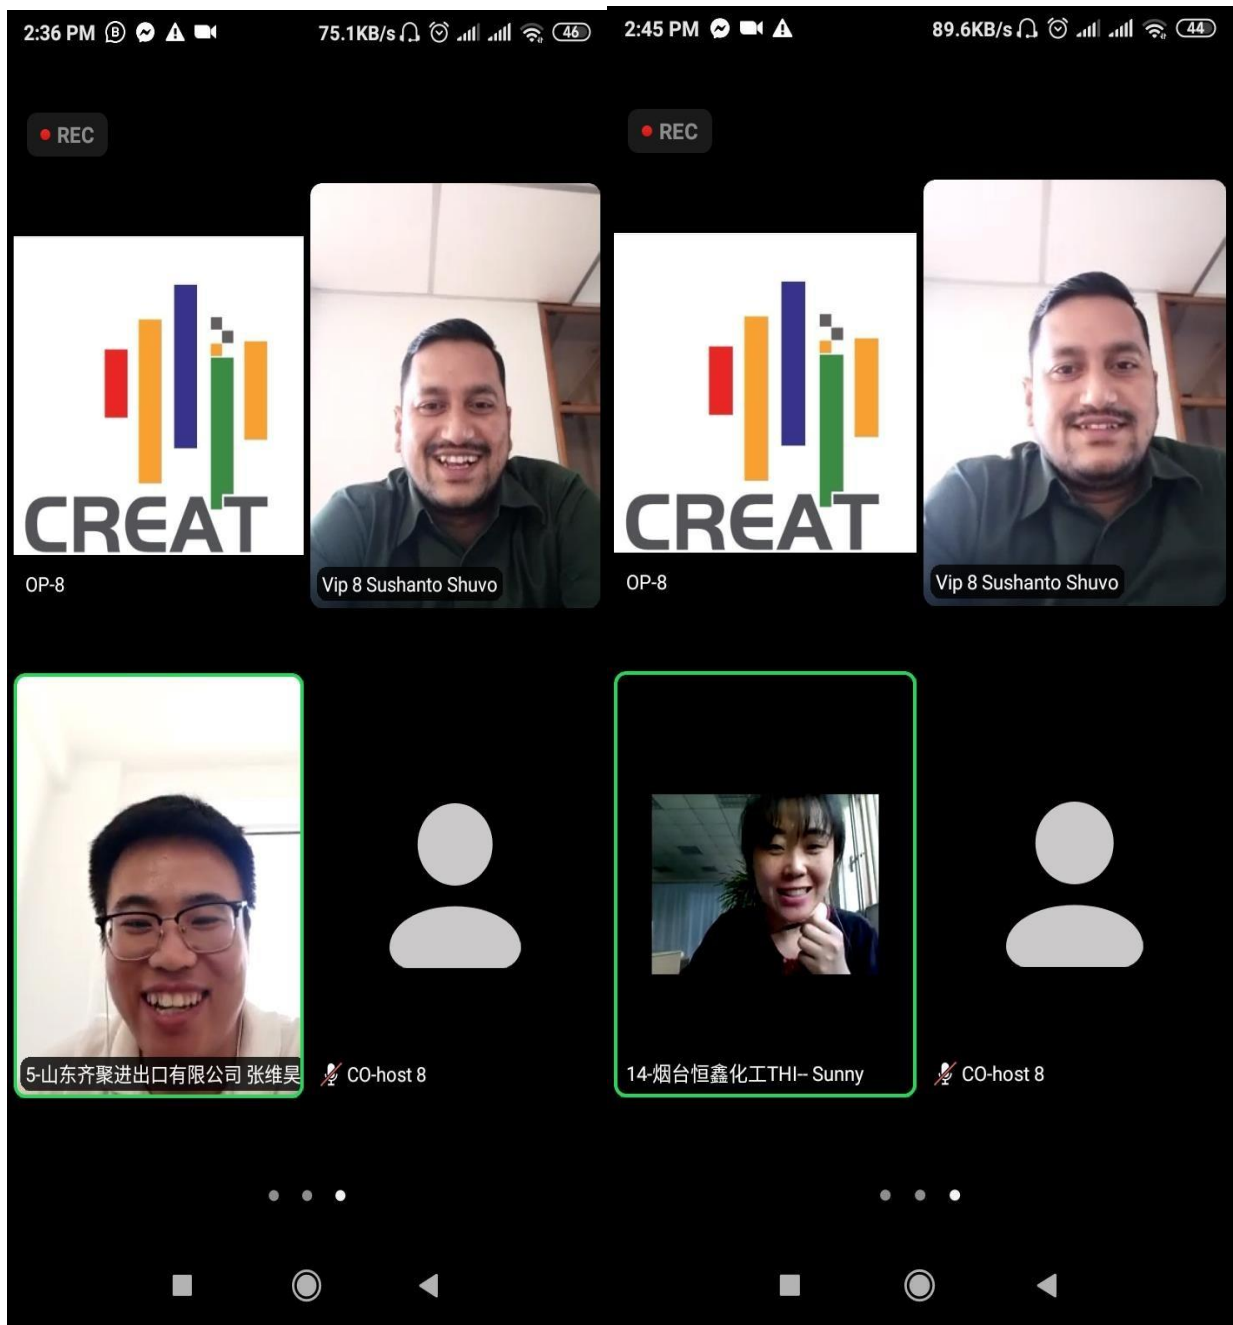 2:36 PM
75.1KB/s
46
REC
CREAT
OP-8
Vip 8 Sushanto Shuvo
5-山东齐聚进出口有限公司 张维昊
CO-host 8
2:45 PM
89.6KB/s
44
REC
CREAT
OP-8
Vip 8 Sushanto Shuvo
14-烟台恒鑫化工THI-- Sunny
CO-host 8